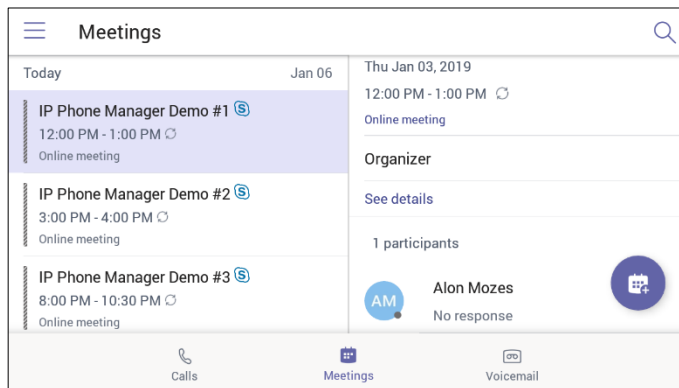 Meetings
Today Jan 06
IP Phone Manager Demo #1 S
12:00 PM - 1:00 PM
Online meeting
IP Phone Manager Demo #2 S
3:00 PM - 4:00 PM
Online meeting
IP Phone Manager Demo #3 S
8:00 PM - 10:30 PM
Online meeting
Thu Jan 03, 2019
12:00 PM - 1:00 PM
Online meeting
Organizer
See details
1 participants
AM
Alon Mozes
No response
Calls
Meetings
Voicemail